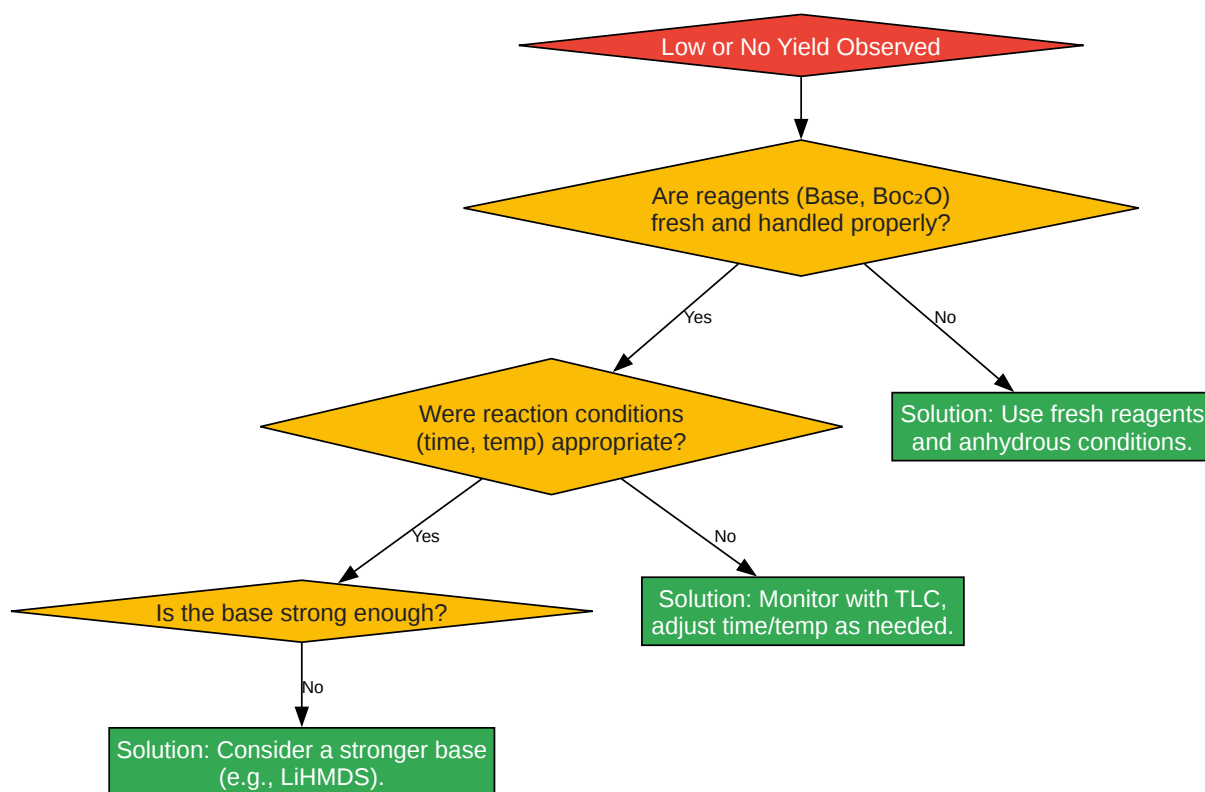 Low or No Yield Observed
Are reagents (Base, Boc₂O)
fresh and handled properly?
Yes
No
Were reaction conditions
(time, temp) appropriate?
Solution: Use fresh reagents
and anhydrous conditions.
Yes
No
Is the base strong enough?
Solution: Monitor with TLC,
adjust time/temp as needed.
No
Solution: Consider a stronger base
(e.g., LiHMDS).